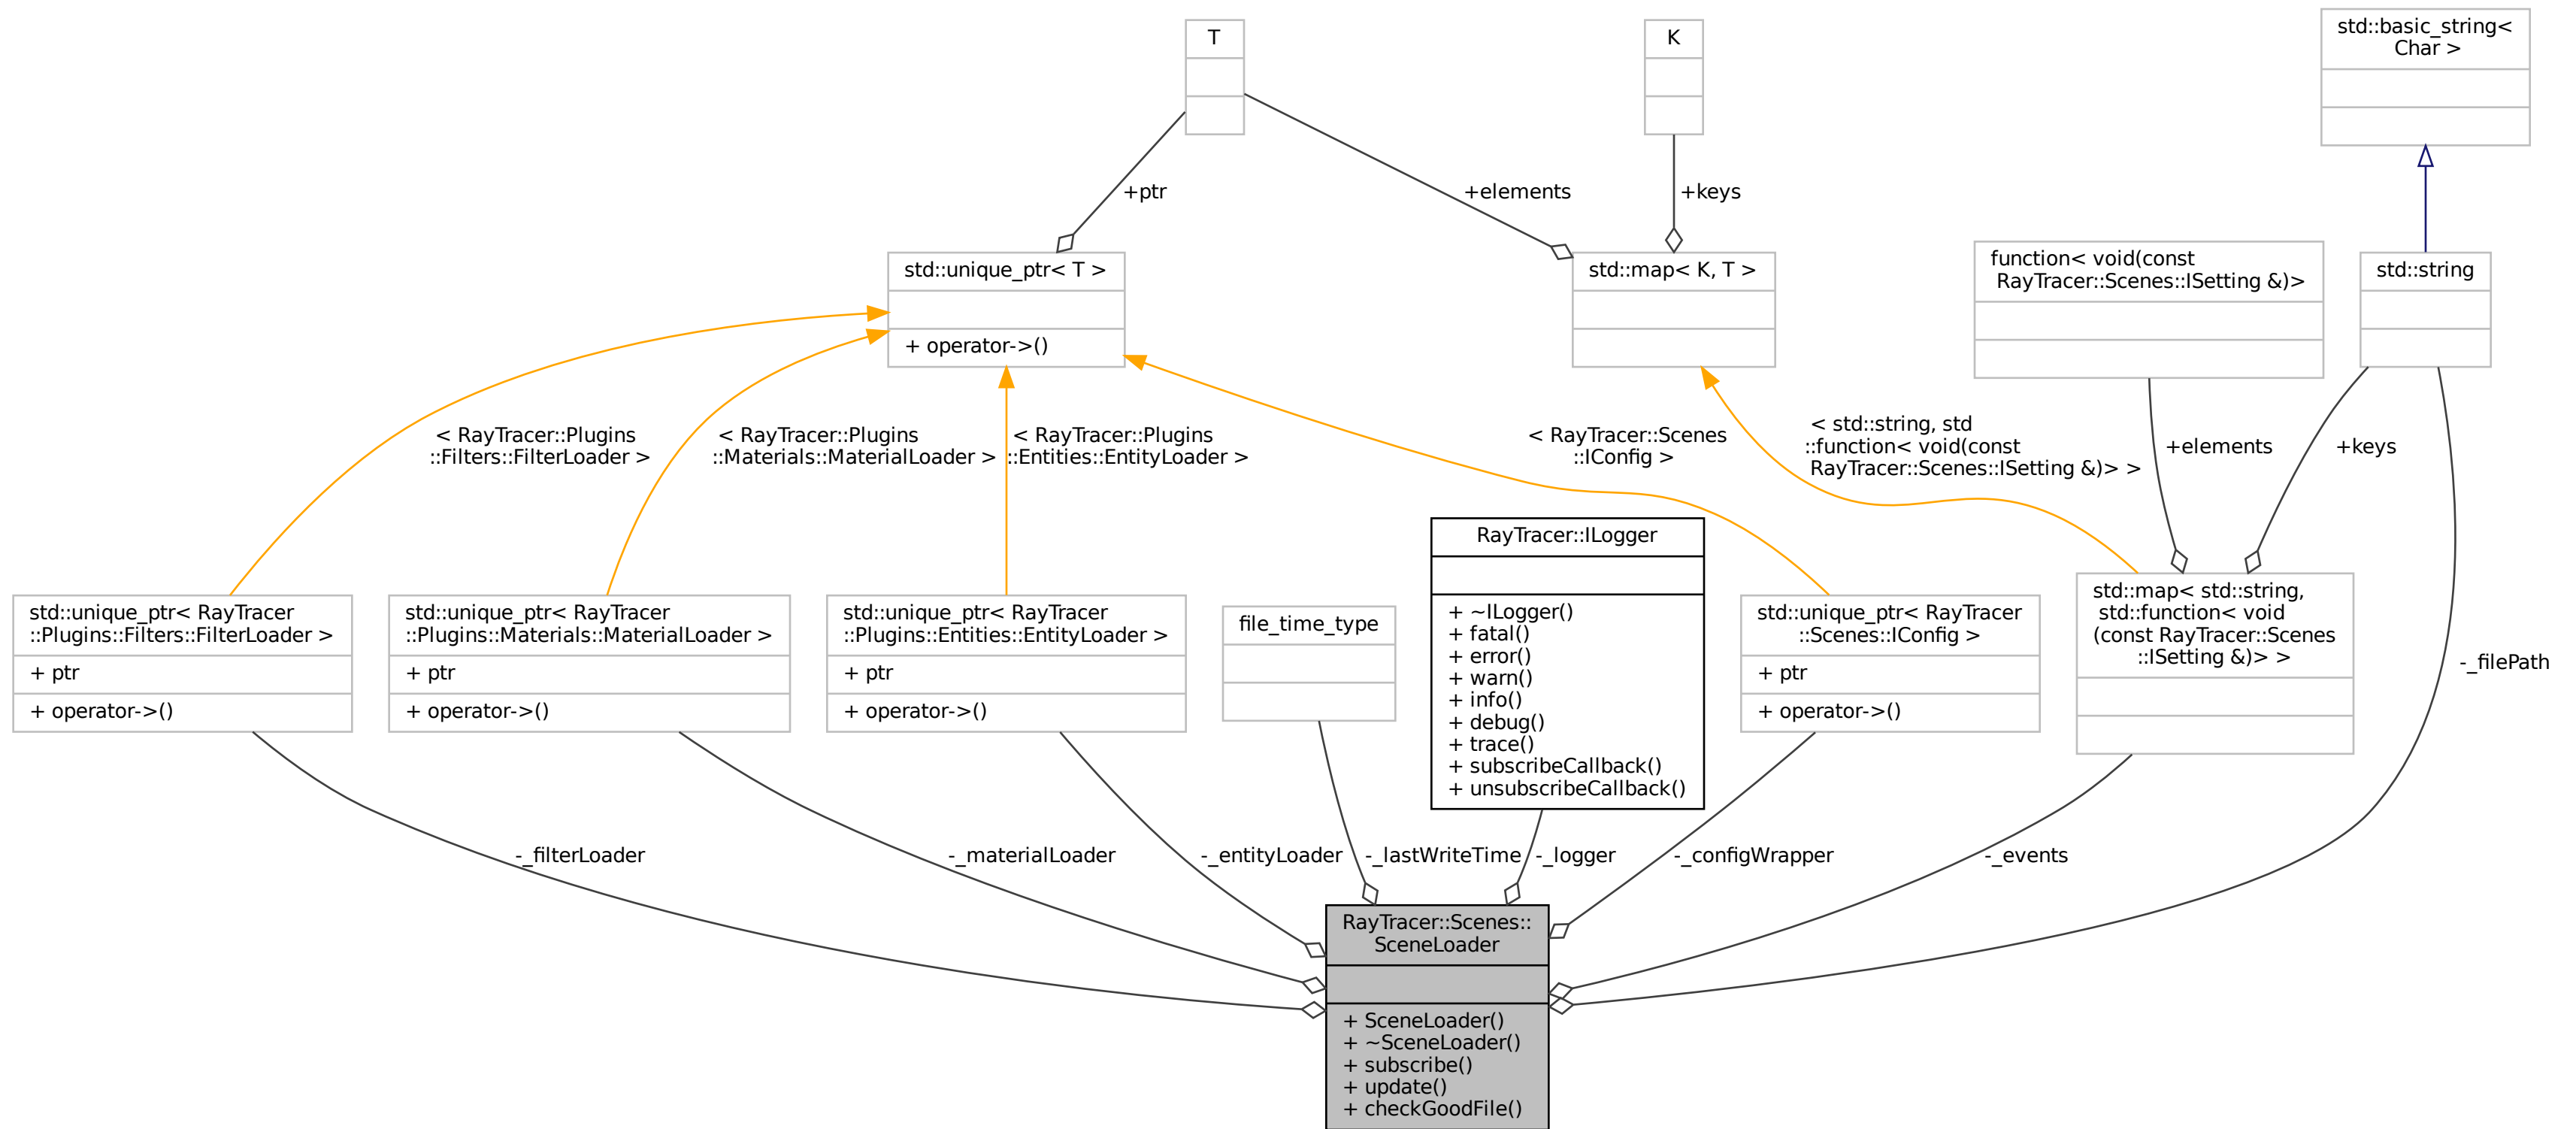 T
K
std::basic_string<
Char >
+ptr
+elements
+keys
std::unique_ptr< T >
+ operator->()
std::map< K, T >
function< void(const
RayTracer::Scenes::ISetting &)>
std::string
< RayTracer::Plugins
::Filters::FilterLoader >
< RayTracer::Plugins
::Materials::MaterialLoader >
< RayTracer::Plugins
::Entities::EntityLoader >
< RayTracer::Scenes
::IConfig >
< std::string, std
::function< void(const
RayTracer::Scenes::ISetting &)> >
+elements
+keys
std::unique_ptr< RayTracer
::Plugins::Filters::FilterLoader >
+ ptr
+ operator->()
std::unique_ptr< RayTracer
::Plugins::Materials::MaterialLoader >
+ ptr
+ operator->()
std::unique_ptr< RayTracer
::Plugins::Entities::EntityLoader >
+ ptr
+ operator->()
file_time_type
RayTracer::ILogger
+ ~ILogger()
+ fatal()
+ error()
+ warn()
+ info()
+ debug()
+ trace()
+ subscribeCallback()
+ unsubscribeCallback()
std::unique_ptr< RayTracer
::Scenes::IConfig >
+ ptr
+ operator->()
std::map< std::string,
std::function< void
(const RayTracer::Scenes
::ISetting &)> >
-_filePath
-_filterLoader
-_materialLoader
-_entityLoader
-_lastWriteTime
-_logger
-_configWrapper
-_events
RayTracer::Scenes::
SceneLoader
+ SceneLoader()
+ ~SceneLoader()
+ subscribe()
+ update()
+ checkGoodFile()